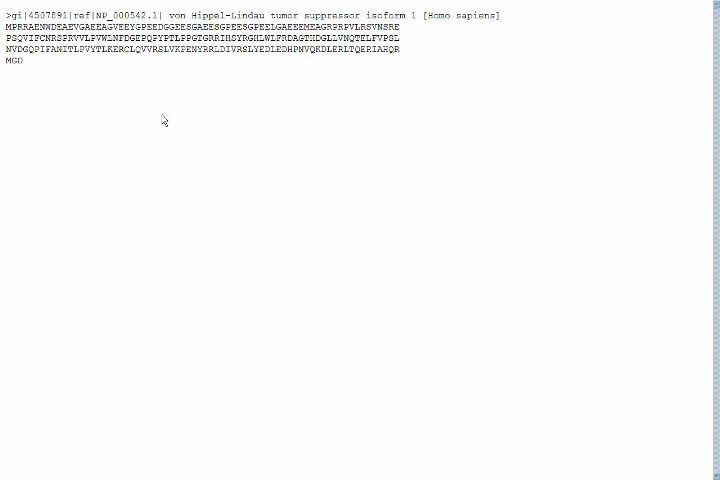 >gi|4507891|ref|NP_000542.1| von Hippel-Lindau tumor suppressor isoform 1 [Homo sapiens]
MPRRAENWDEAEVGAEEAGVEEYGPEEDGGEESGAEESGPEESGPEELGAEEEMEAGRPRPVLRSVNSRE
PSQVIFCNRSPRVVLPVWLNFDGEPQPYPTLPPGTGRRIHSYRGHLWLFRDAGTHDGLLVNQTELFVPSL
NVDGQPIFANITLPVYTLKERCLQVVRSLVKPENYRRLDIVRSLYEDLEDHPNVQKDLERLTQERIAHQR
MGD